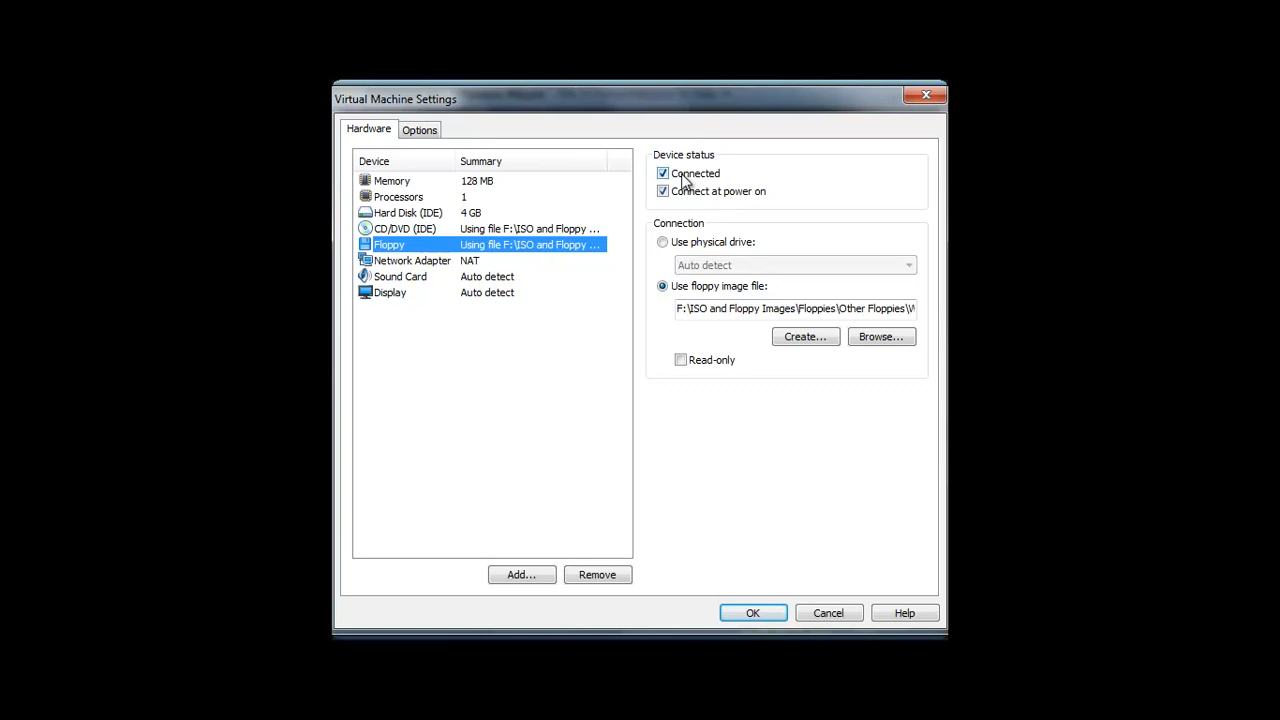 Virtual Machine Settings
Hardware
Options
Device Summary
Memory 128 MB
Processors 1
Hard Disk (IDE) 4 GB
CD/DVD (IDE) Using file F:\ISO and Floppy ...
Floppy Using file F:\ISO and Floppy ...
Network Adapter NAT
Sound Card Auto detect
Display Auto detect
Add...
Remove
Device status
Connected
Connect at power on
Connection
Use physical drive:
Auto detect
Use floppy image file:
F:\ISO and Floppy Images\Floppies\Other Floppies\
Create...
Browse...
Read-only
OK
Cancel
Help